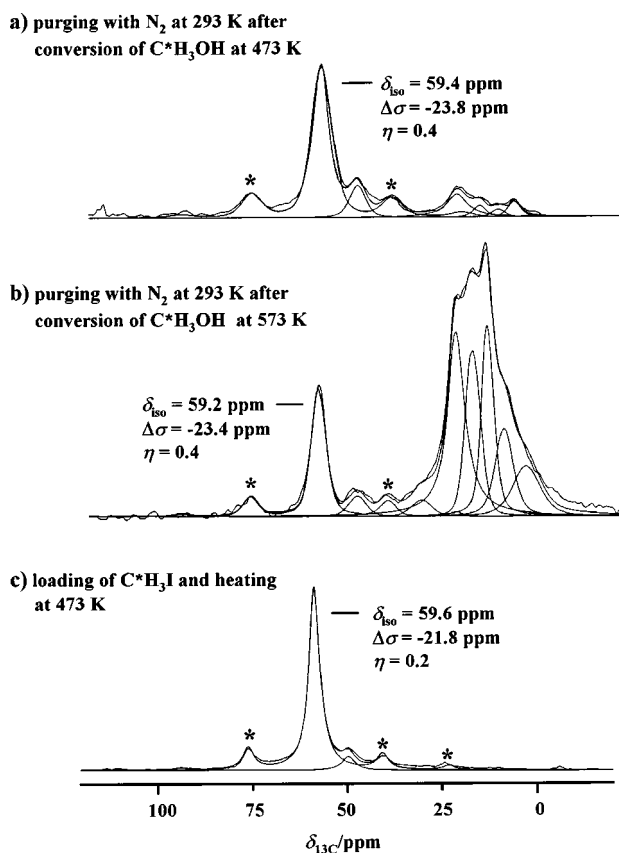 a) purging with N₂ at 293 K after
conversion of C*H₃OH at 473 K
δiso = 59.4 ppm
Δσ = -23.8 ppm
η = 0.4
*
*
b) purging with N₂ at 293 K after
conversion of C*H₃OH at 573 K
δiso = 59.2 ppm
Δσ = -23.4 ppm
η = 0.4
*
*
c) loading of C*H₃I and heating
at 473 K
δiso = 59.6 ppm
Δσ = -21.8 ppm
η = 0.2
*
*
*
100 75 50 25 0
δ13C/ppm